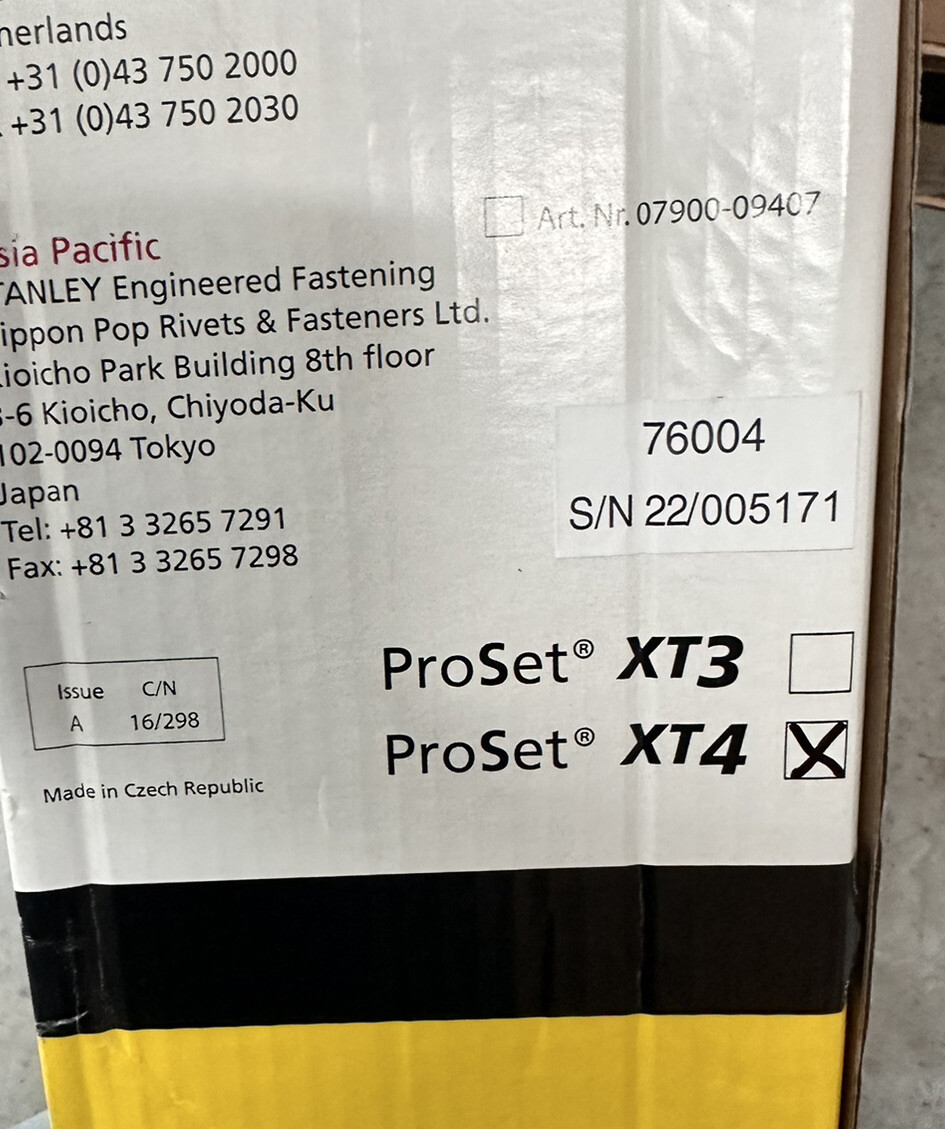 herlands
+31 (0)43 750 2000
+31 (0)43 750 2030
Art. Nr. 07900-09407
sia Pacific
TANLEY Engineered Fastening
ippon Pop Rivets & Fasteners Ltd.
ioicho Park Building 8th floor
-6 Kioicho, Chiyoda-Ku
102-0094 Tokyo
Japan
Tel: +81 3 3265 7291
Fax: +81 3 3265 7298
76004
S/N 22/005171
ProSet® XT3
ProSet® XT4 X
Issue C/N
A 16/298
Made in Czech Republic